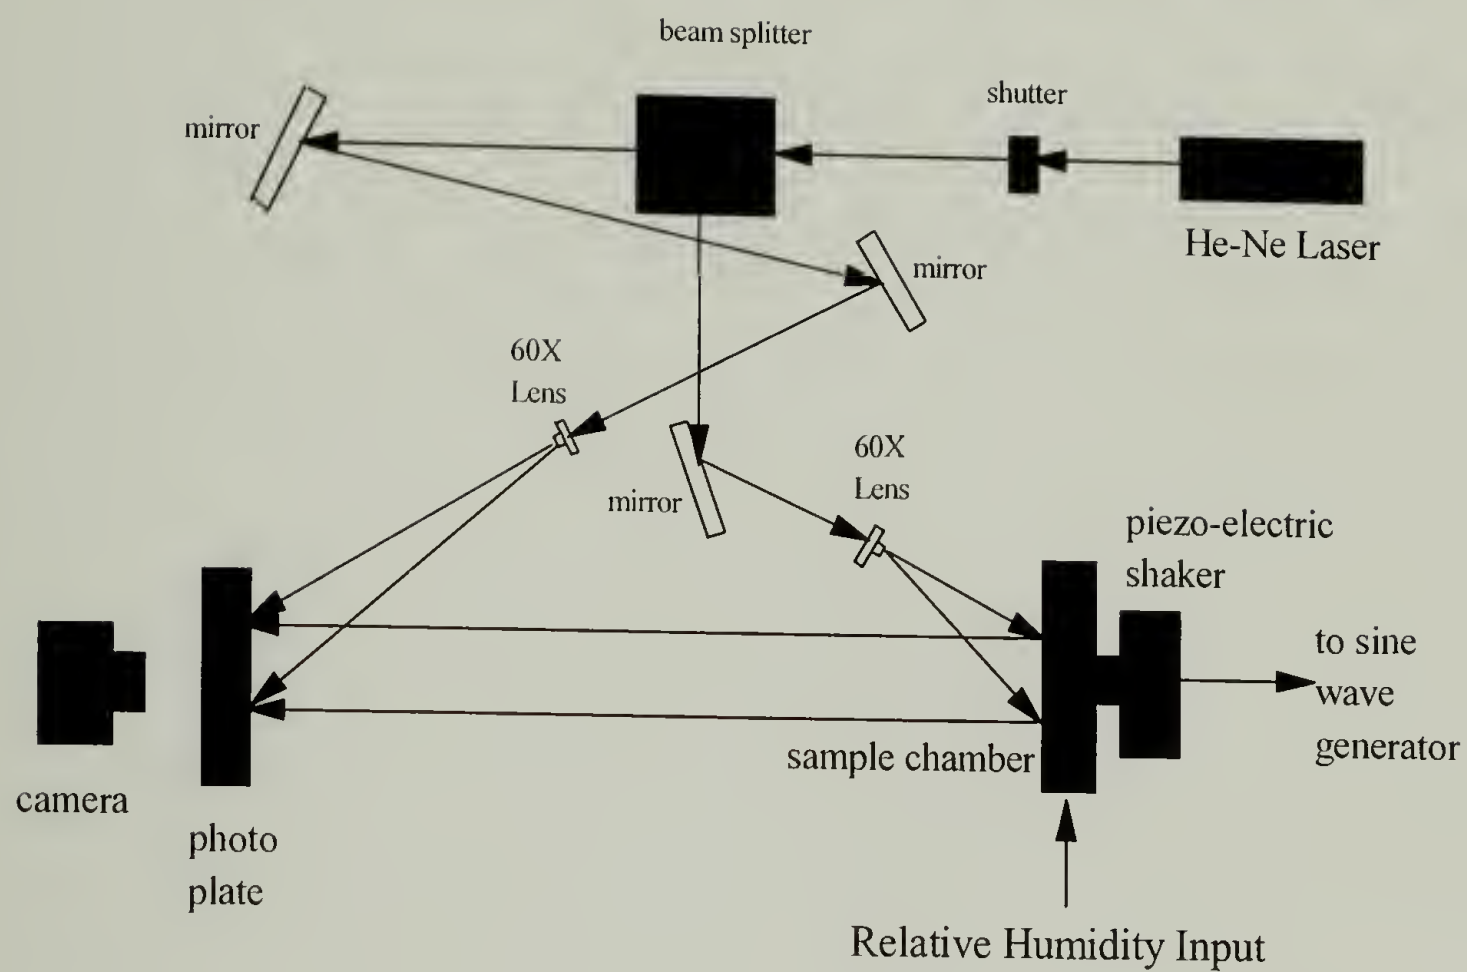 beam splitter
shutter
mirror
He-Ne Laser
mirror
60X
Lens
60X
Lens
mirror
piezo-electric
shaker
to sine
wave
generator
sample chamber
camera
photo
plate
Relative Humidity Input